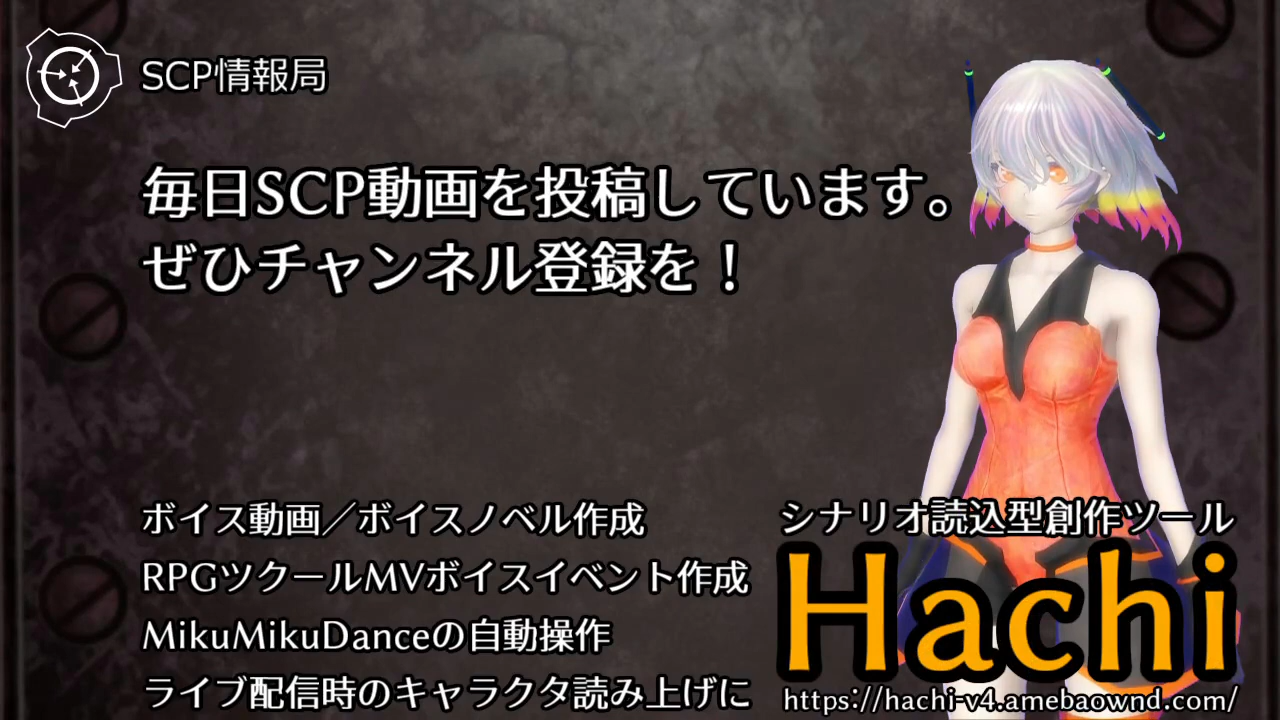 SCP情報局
毎日SCP動画を投稿しています。
ぜひチャンネル登録を！
ボイス動画／ボイスノベル作成
RPGツクールMVボイスイベント作成
MikuMikuDanceの自動操作
ライブ配信時のキャラクタ読み上げに
シナリオ読込型創作ツール
Hachi
https://hachi-v4.amebaownd.com/